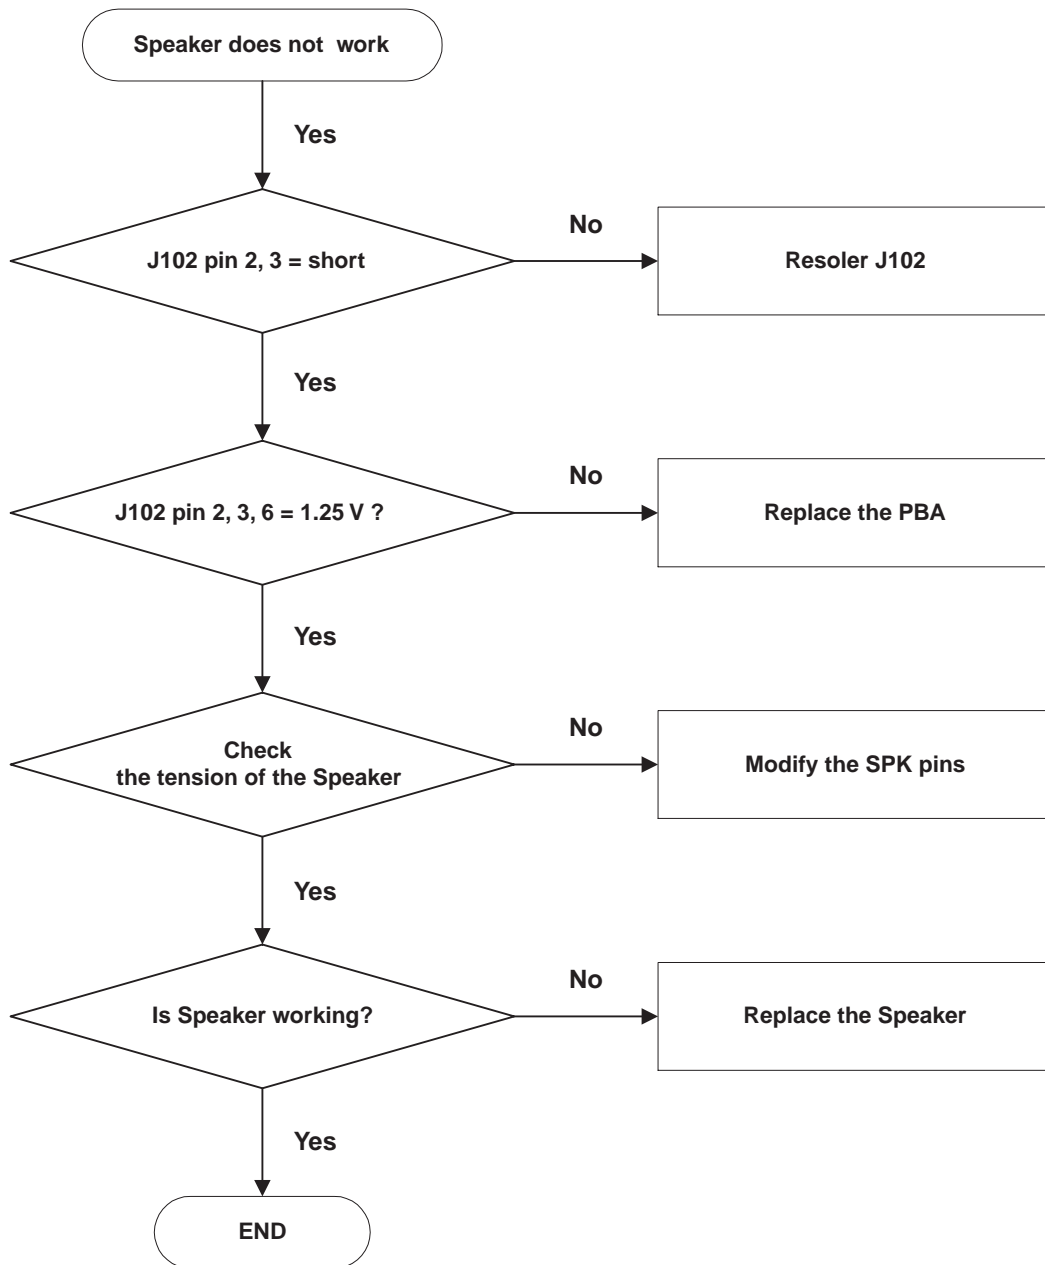 Speaker does not work
Yes
J102 pin 2, 3 = short
No
Resoler J102
Yes
J102 pin 2, 3, 6 = 1.25 V ?
No
Replace the PBA
Yes
Check
the tension of the Speaker
No
Modify the SPK pins
Yes
Is Speaker working?
No
Replace the Speaker
Yes
END